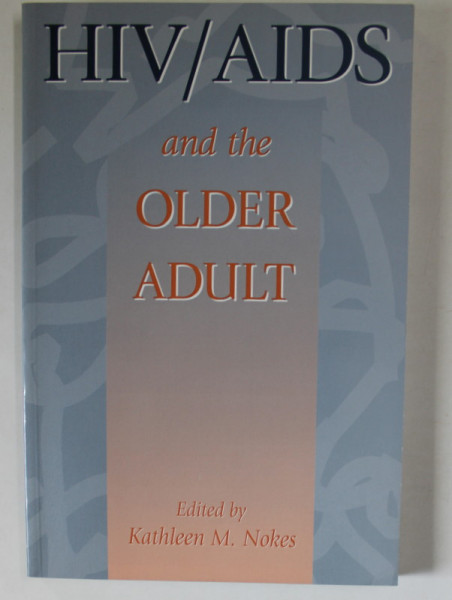 HIV/AIDS
and the
OLDER
ADULT
Edited by
Kathleen M. Nokes